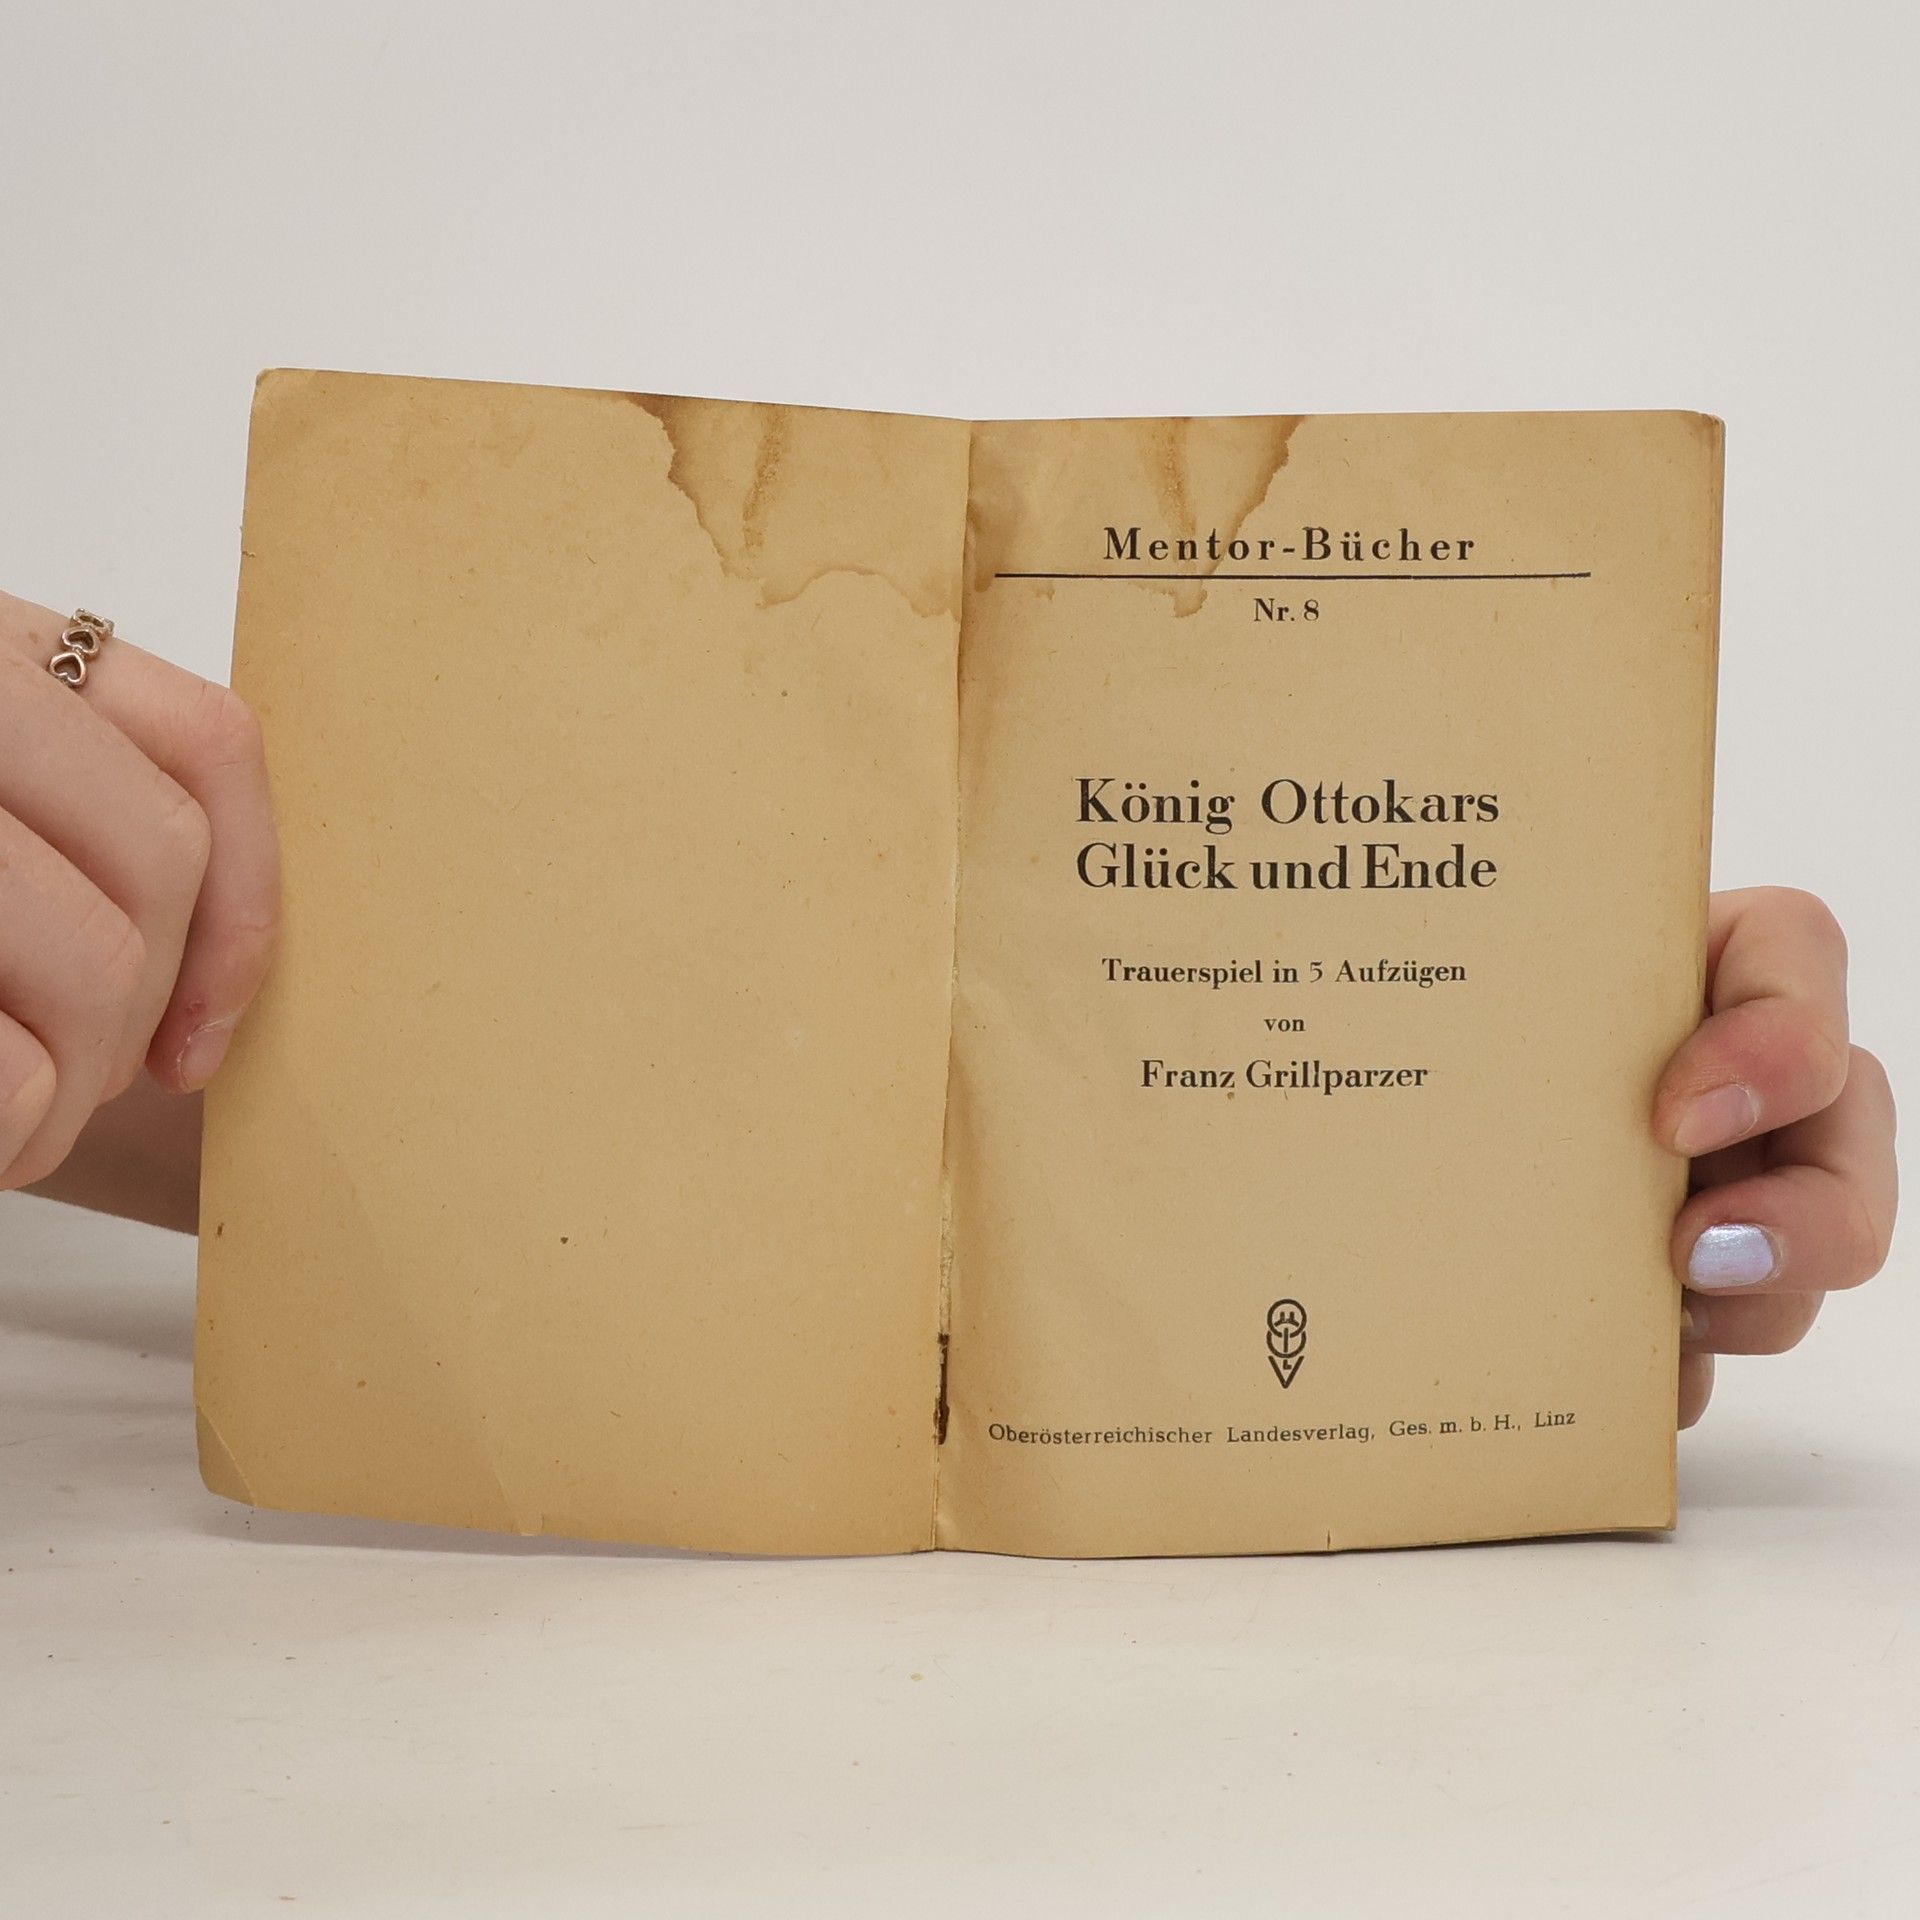 Mentor-Bücher
Nr. 8
König Ottokars
Glück und Ende
Trauerspiel in 5 Aufzügen
von
Franz Grillparzer
Oberösterreichischer Landesverlag, Ges. m. b. H., Linz